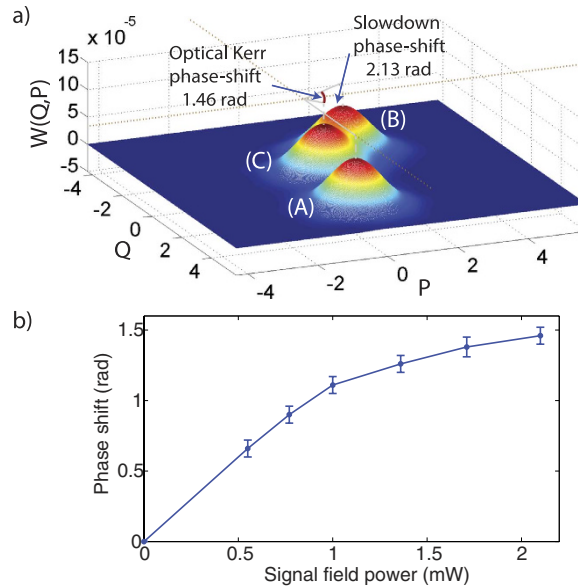 a)
x 10⁻⁵
Optical Kerr
phase-shift
1.46 rad
Slowdown
phase-shift
2.13 rad
W(Q,P)
15
10
5
0
-5
(A)
(B)
(C)
-4
-2
0
2
4
Q
-4
-2
0
2
4
P
b)
Phase shift (rad)
1.5
1
0.5
0
0
0.5
1
1.5
2
Signal field power (mW)